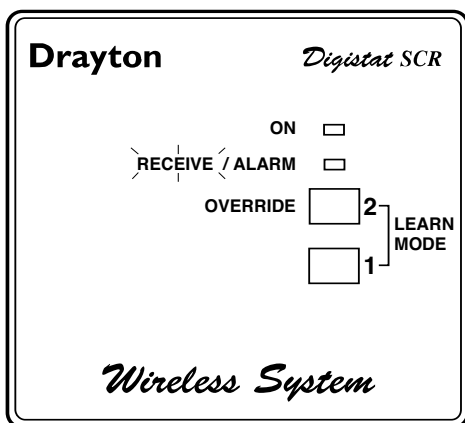 Drayton Digistat SCR
ON
RECEIVE / ALARM
OVERRIDE 2
LEARN
MODE
1
Wireless System